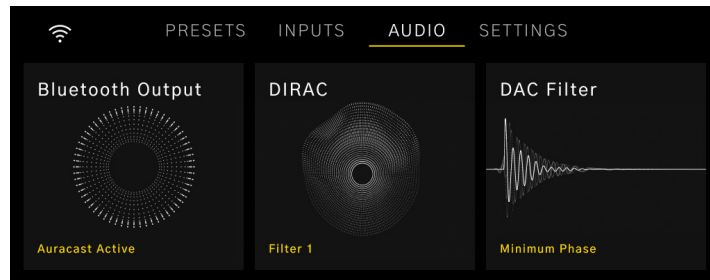 PRESETS INPUTS AUDIO SETTINGS
Bluetooth Output DIRAC DAC Filter
Auracast Active Filter 1 Minimum Phase